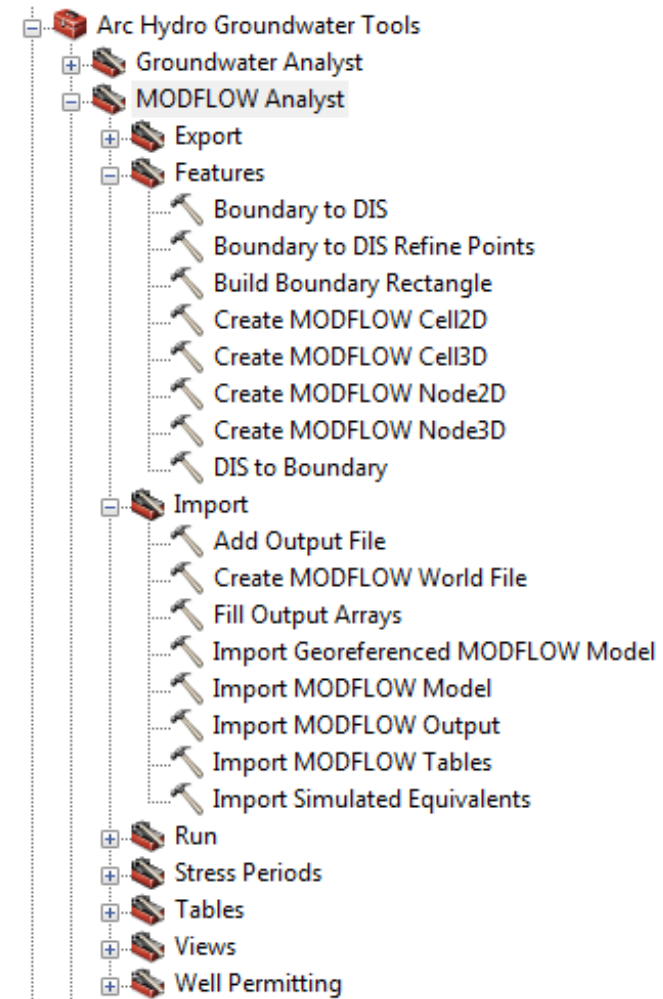 Arc Hydro Groundwater Tools
Groundwater Analyst
MODFLOW Analyst
Export
Features
Boundary to DIS
Boundary to DIS Refine Points
Build Boundary Rectangle
Create MODFLOW Cell2D
Create MODFLOW Cell3D
Create MODFLOW Node2D
Create MODFLOW Node3D
DIS to Boundary
Import
Add Output File
Create MODFLOW World File
Fill Output Arrays
Import Georeferenced MODFLOW Model
Import MODFLOW Model
Import MODFLOW Output
Import MODFLOW Tables
Import Simulated Equivalents
Run
Stress Periods
Tables
Views
Well Permitting